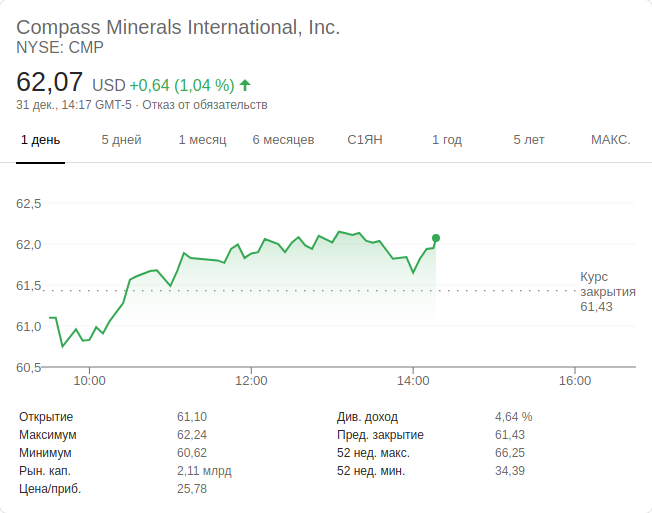 Compass Minerals International, Inc.
NYSE: CMP
62,07 USD +0,64 (1,04 %)
31 дек., 14:17 GMT-5 · Отказ от обязательств
1 день 5 дней 1 месяц 6 месяцев С1ЯН 1 год 5 лет МАКС.
62,5
62,0
61,5
61,0
60,5
Курс
закрытия
61,43
10:00 12:00 14:00 16:00
Открытие 61,10
Максимум 62,24
Минимум 60,62
Рын. кап. 2,11 млрд
Цена/приб. 25,78
Див. доход 4,64 %
Пред. закрытие 61,43
52 нед. макс. 66,25
52 нед. мин. 34,39